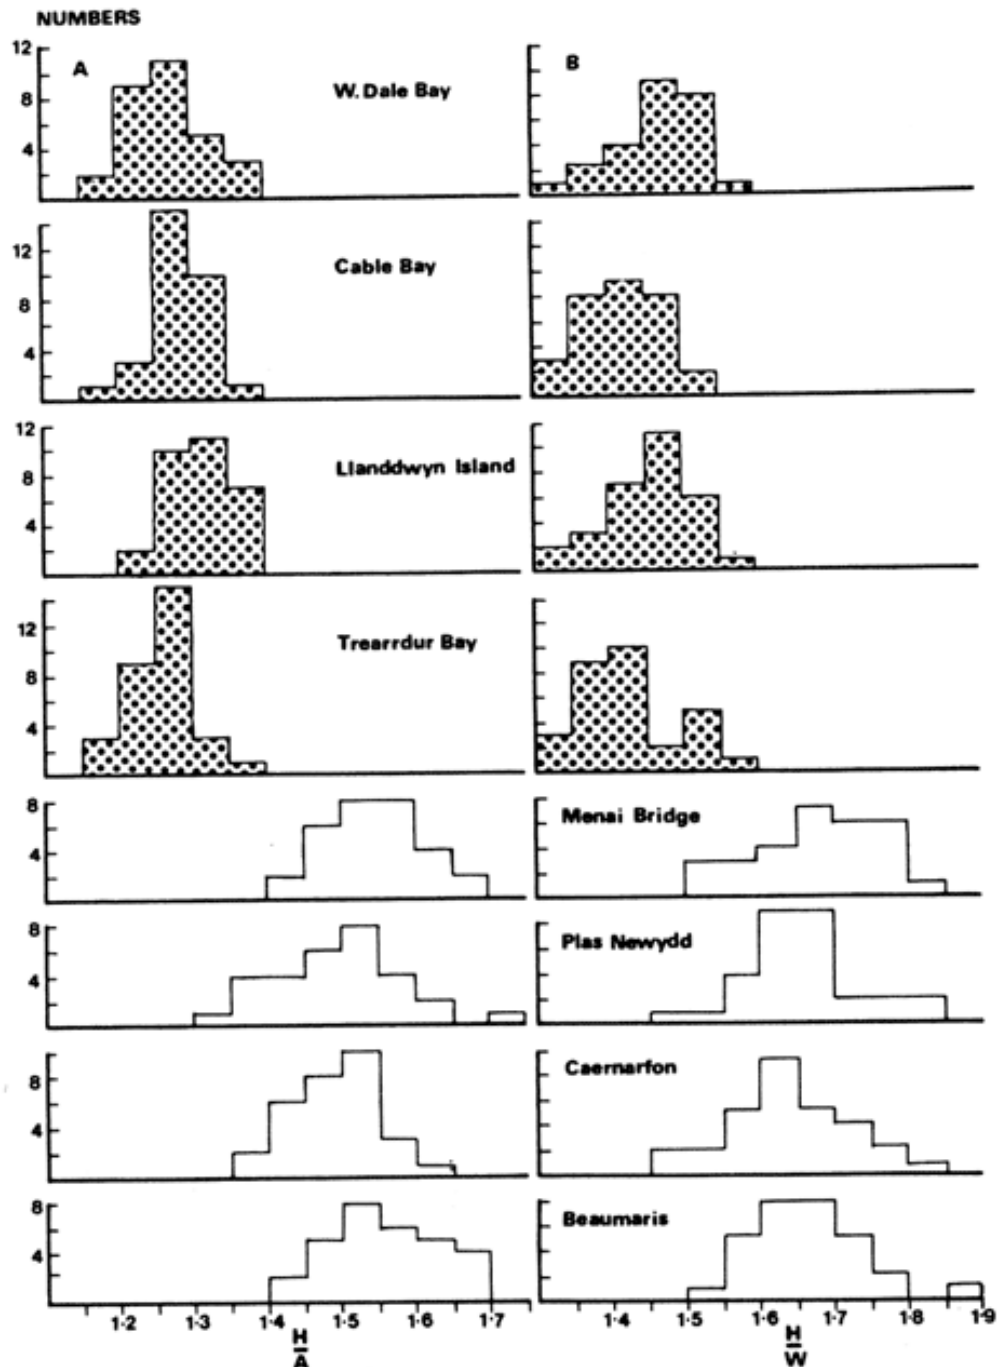 NUMBERS
12
8
4
A
W.Dale Bay
B
12
8
4
Cable Bay
12
8
4
Llanddwyn Island
12
8
4
Trearrdur Bay
8
4
Menai Bridge
8
4
Plas Newydd
8
4
Caernarfon
8
4
Beaumaris
1·2 1·3 1·4 1·5 1·6 1·7
H
A
1·4 1·5 1·6 1·7 1·8 1·9
H
W